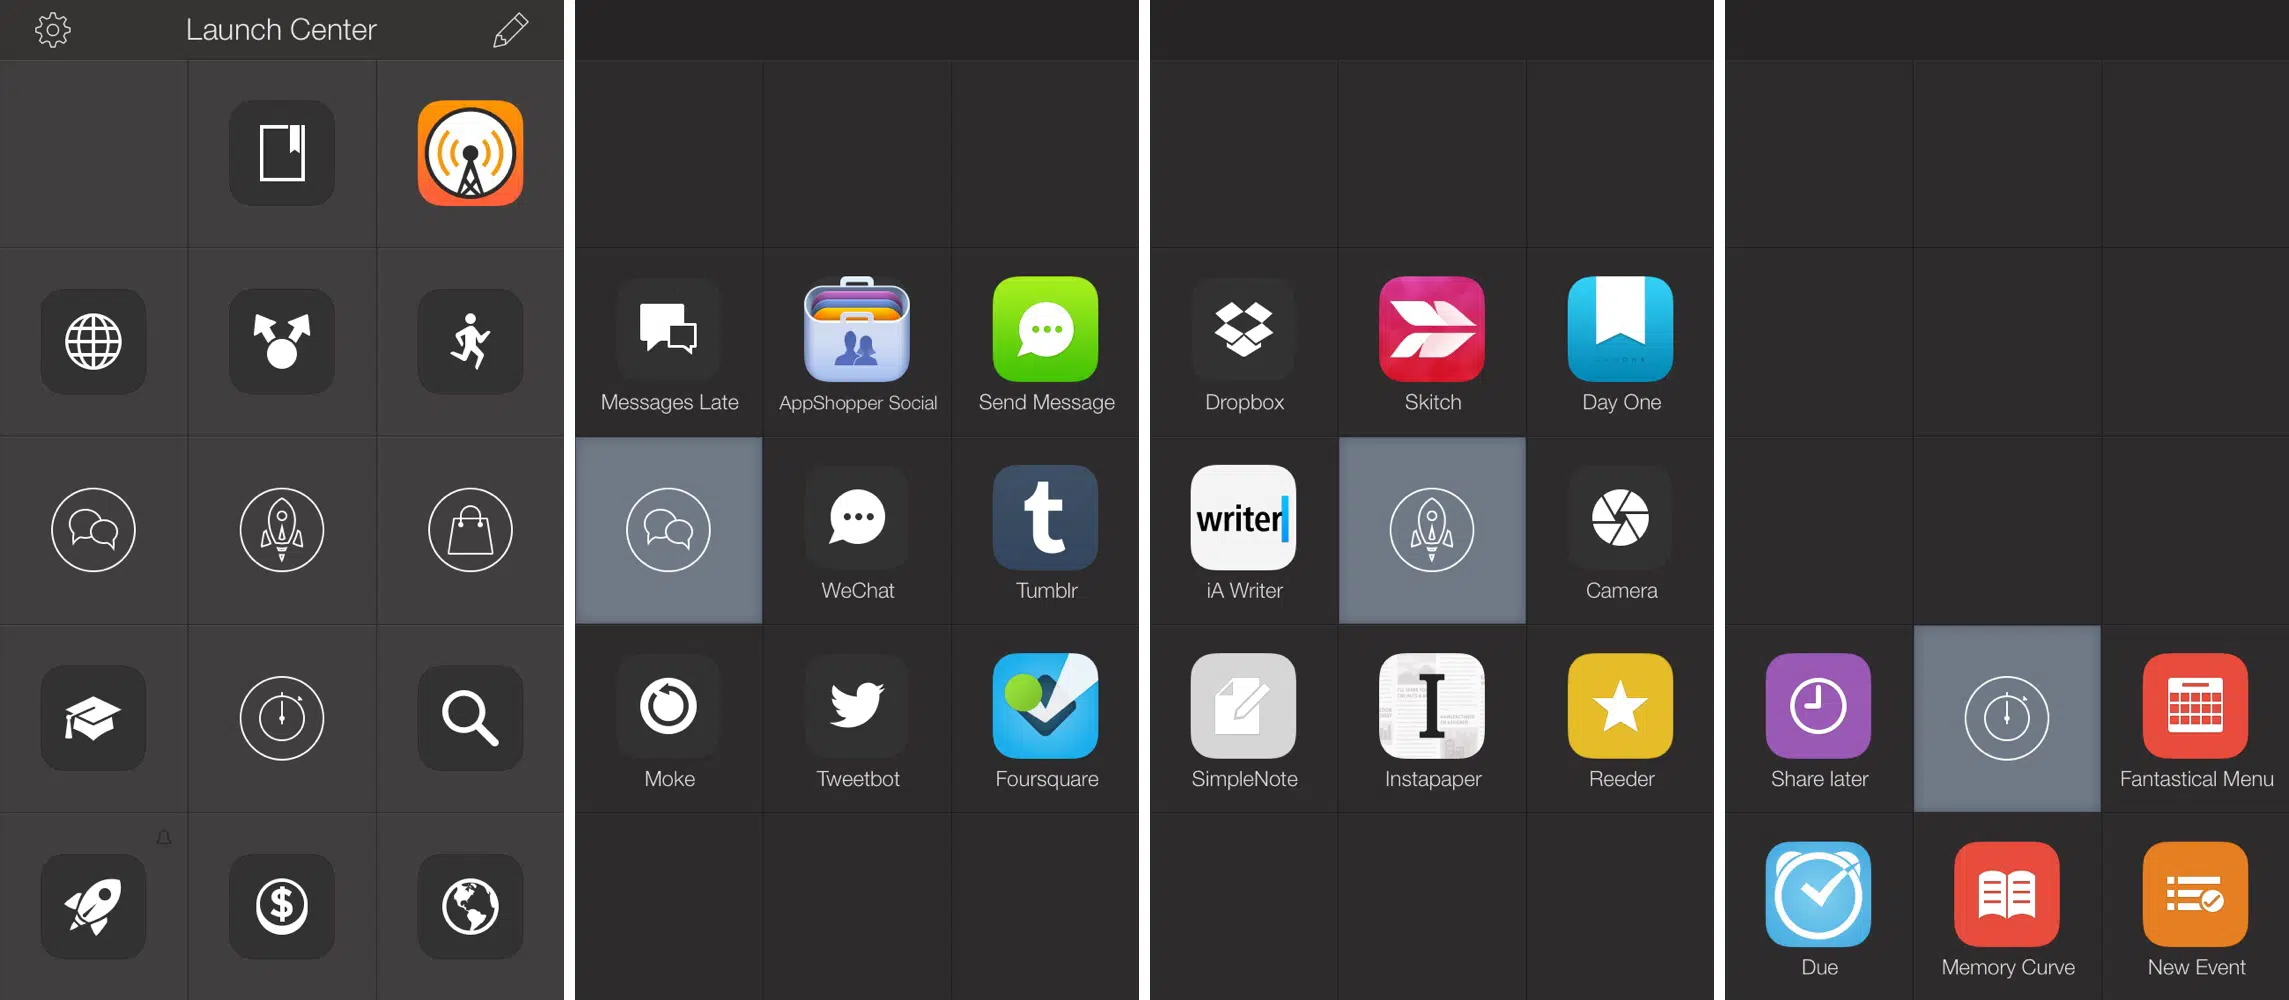 Launch Center
Messages Late
AppShopper Social
Send Message
WeChat
t
Tumblr
Moke
Tweetbot
Foursquare
Dropbox
Skitch
Day One
writer
iA Writer
Camera
SimpleNote
I
Instapaper
Reeder
Share later
Fantastical Menu
Due
Memory Curve
New Event